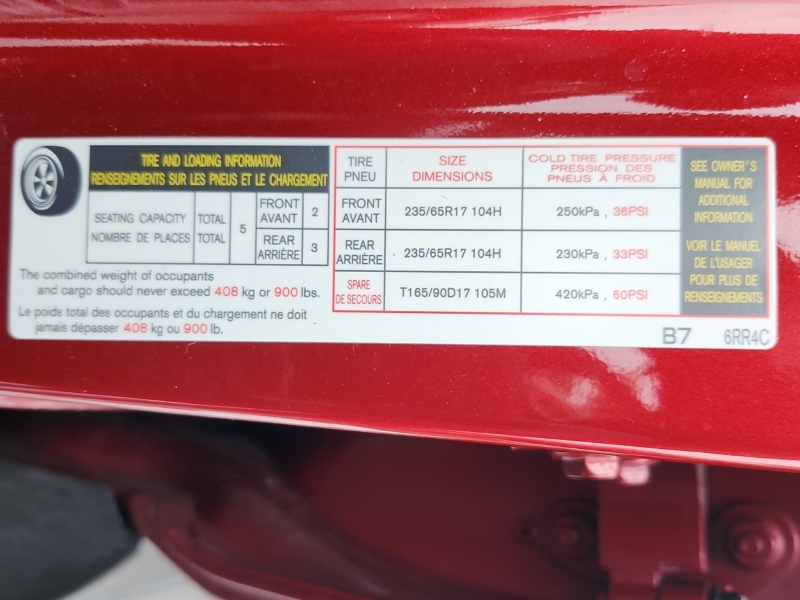 TIRE AND LOADING INFORMATION
RENSEIGNEMENTS SUR LES PNEUS ET LE CHARGEMENT
SEATING CAPACITY TOTAL
NOMBRE DE PLACES TOTAL
5
FRONT
AVANT
2
REAR
ARRIÈRE
3
The combined weight of occupants
and cargo should never exceed 408 kg or 900 lbs.
Le poids total des occupants et du chargement ne doit
jamais dépasser 408 kg ou 900 lb.
TIRE
PNEU
SIZE
DIMENSIONS
COLD TIRE PRESSURE
PRESSION DES
PNEUS À FROID
FRONT
AVANT
235/65R17 104H
250kPa , 36PSI
REAR
ARRIÈRE
235/65R17 104H
230kPa , 33PSI
SPARE
DE SECOURS
T165/90D17 105M
420kPa , 60PSI
SEE OWNER'S
MANUAL FOR
ADDITIONAL
INFORMATION
VOIR LE MANUEL
DE L'USAGER
POUR PLUS DE
RENSEIGNEMENTS
B7 6RR4C